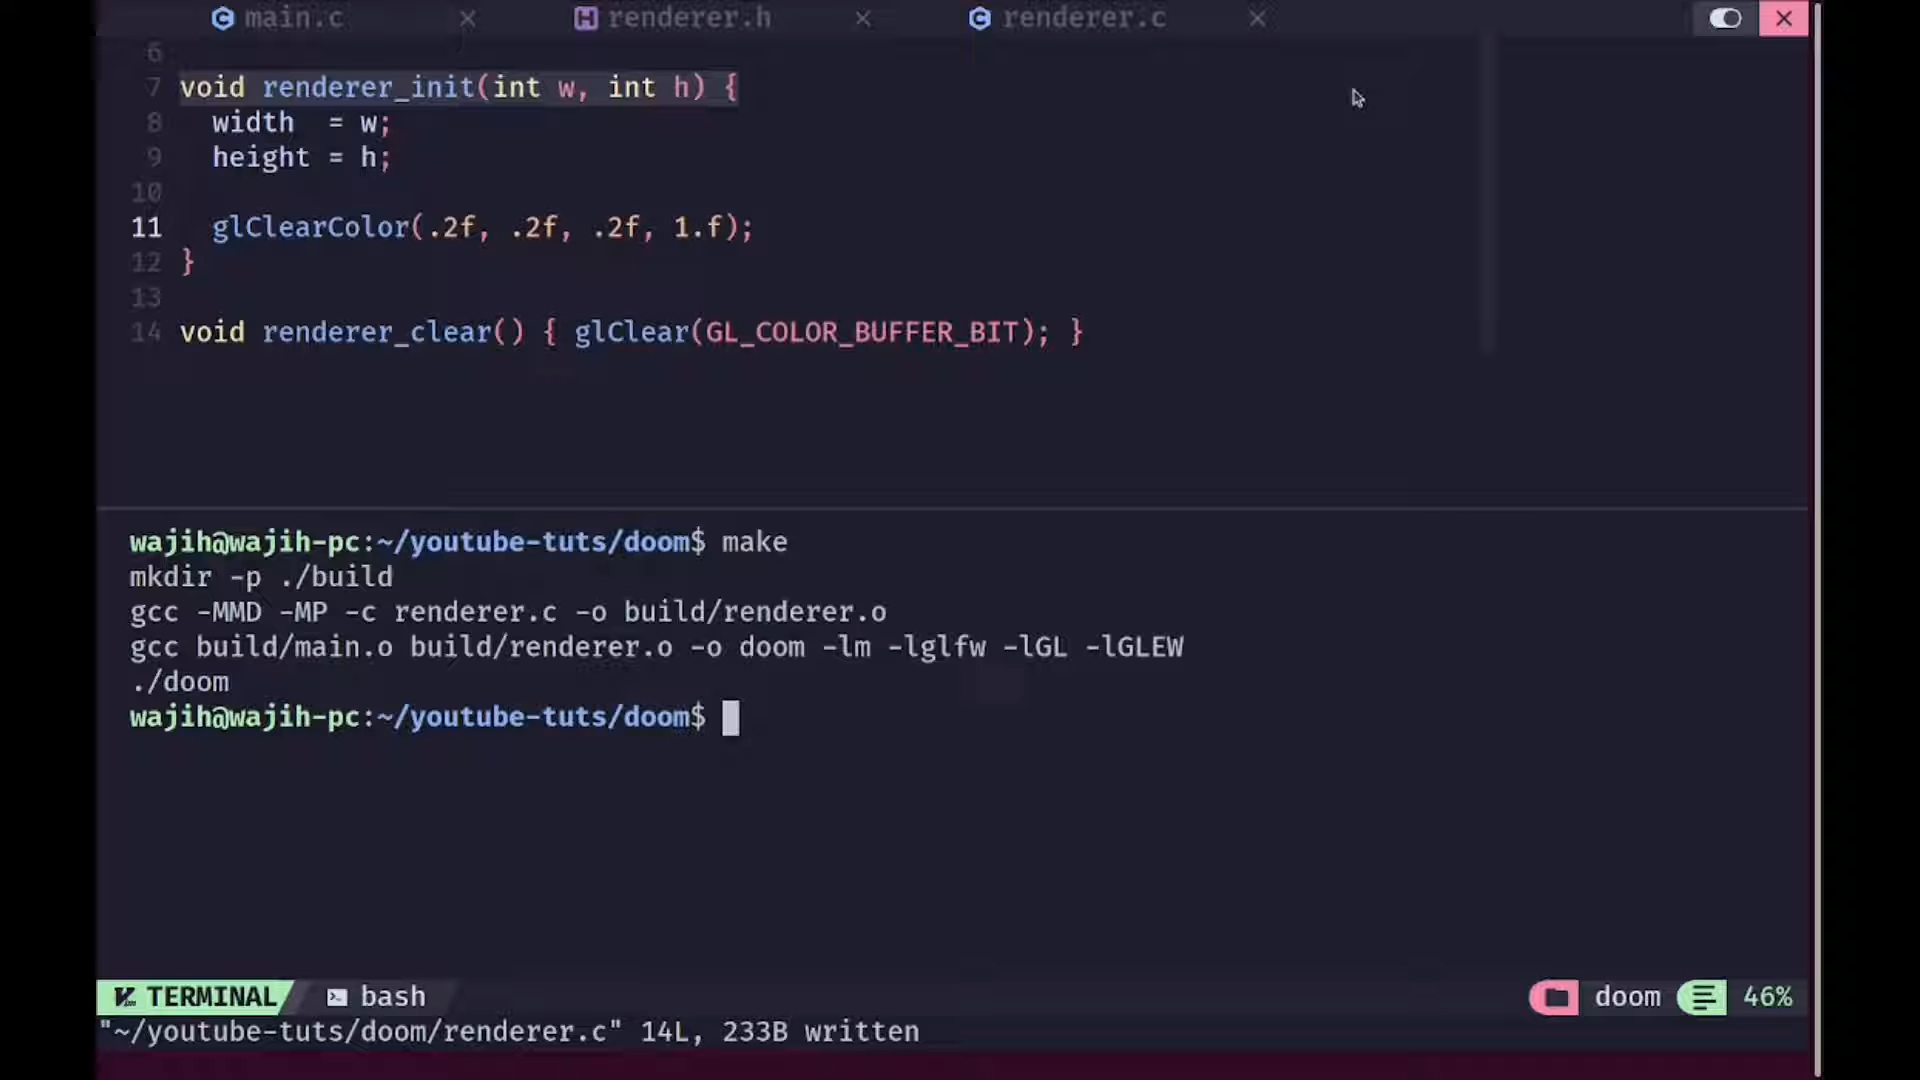 main.c
renderer.h
renderer.c
6
7 void renderer_init(int w, int h) {
8 width  = w;
9 height = h;
10
11 glClearColor(.2f, .2f, .2f, 1.f);
12 }
13
14 void renderer_clear() { glClear(GL_COLOR_BUFFER_BIT); }
wajih@wajih-pc:~/youtube-tuts/doom$ make
mkdir -p ./build
gcc -MMD -MP -c renderer.c -o build/renderer.o
gcc build/main.o build/renderer.o -o doom -lm -lglfw -lGL -lGLEW
./doom
wajih@wajih-pc:~/youtube-tuts/doom$
TERMINAL bash doom 46%
"~/youtube-tuts/doom/renderer.c" 14L, 233B written